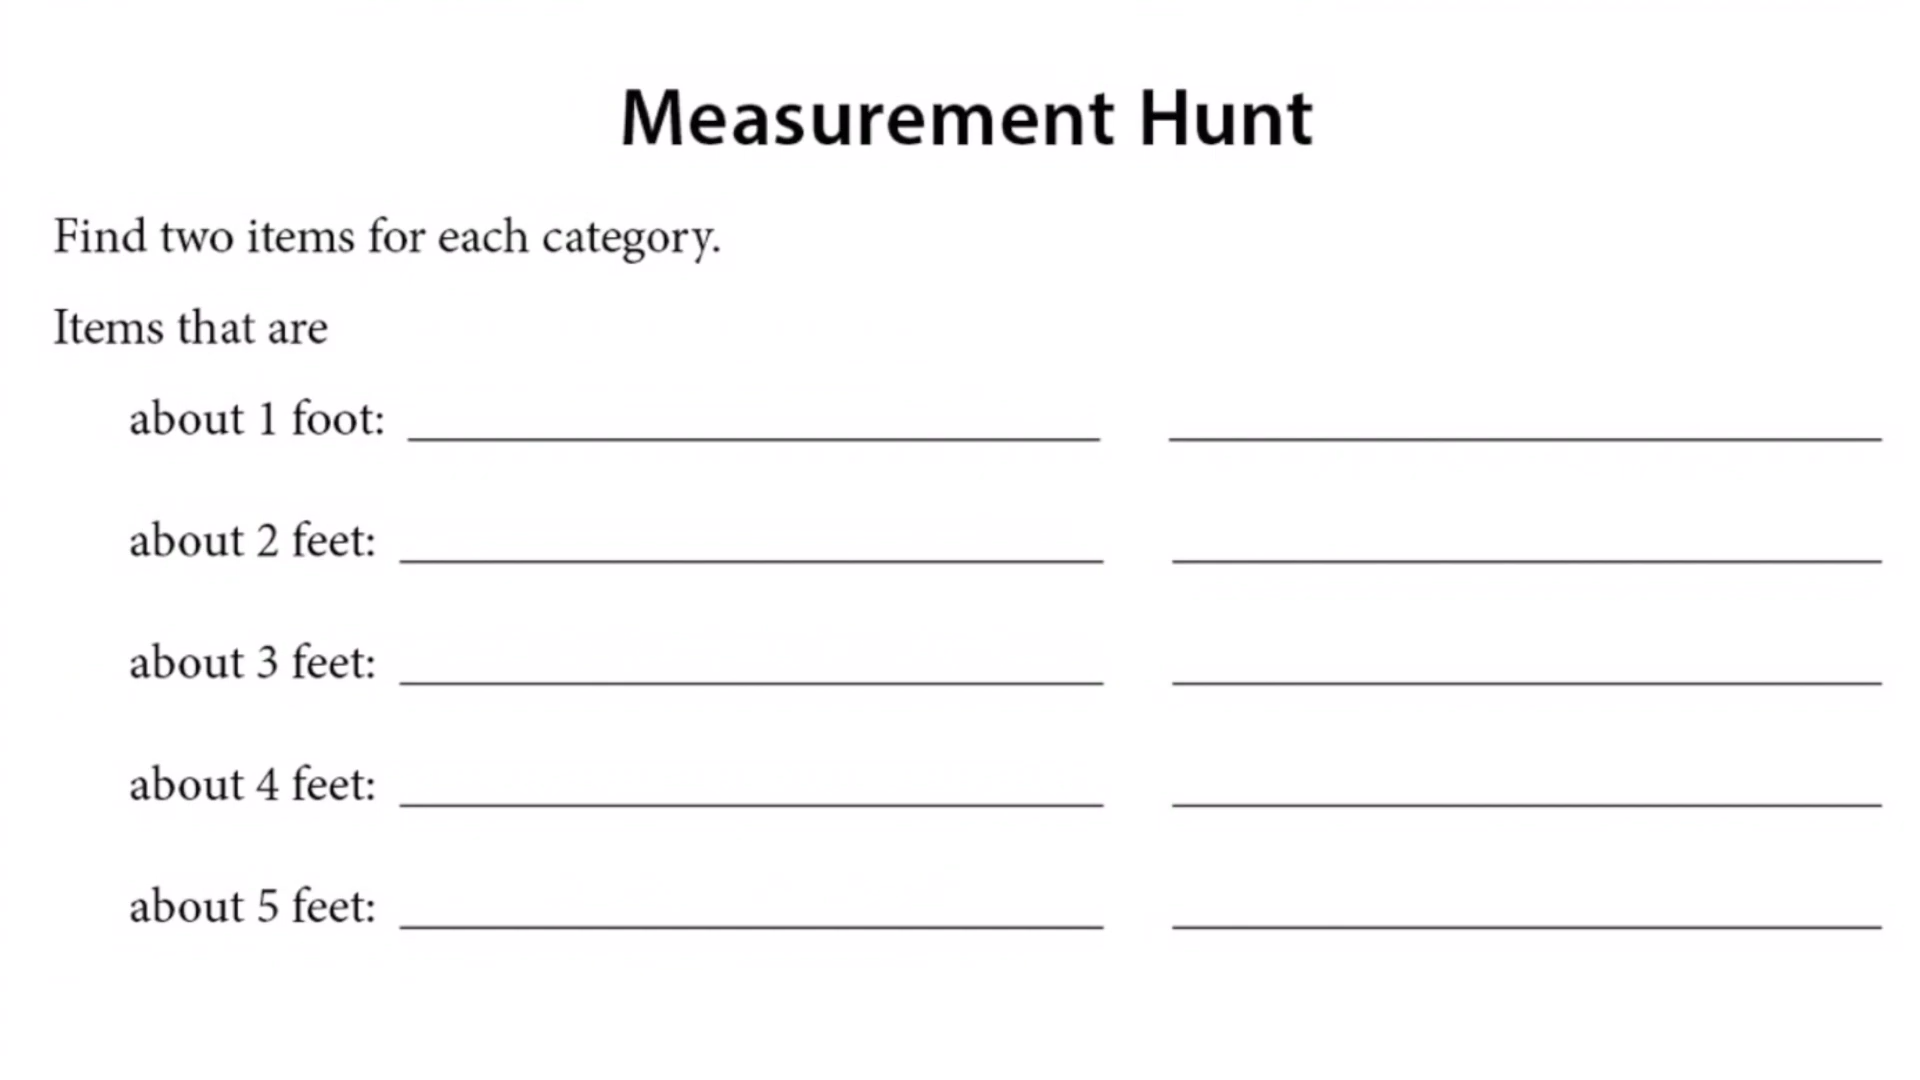 Measurement Hunt
Find two items for each category.
Items that are
about 1 foot:
about 2 feet:
about 3 feet:
about 4 feet:
about 5 feet: